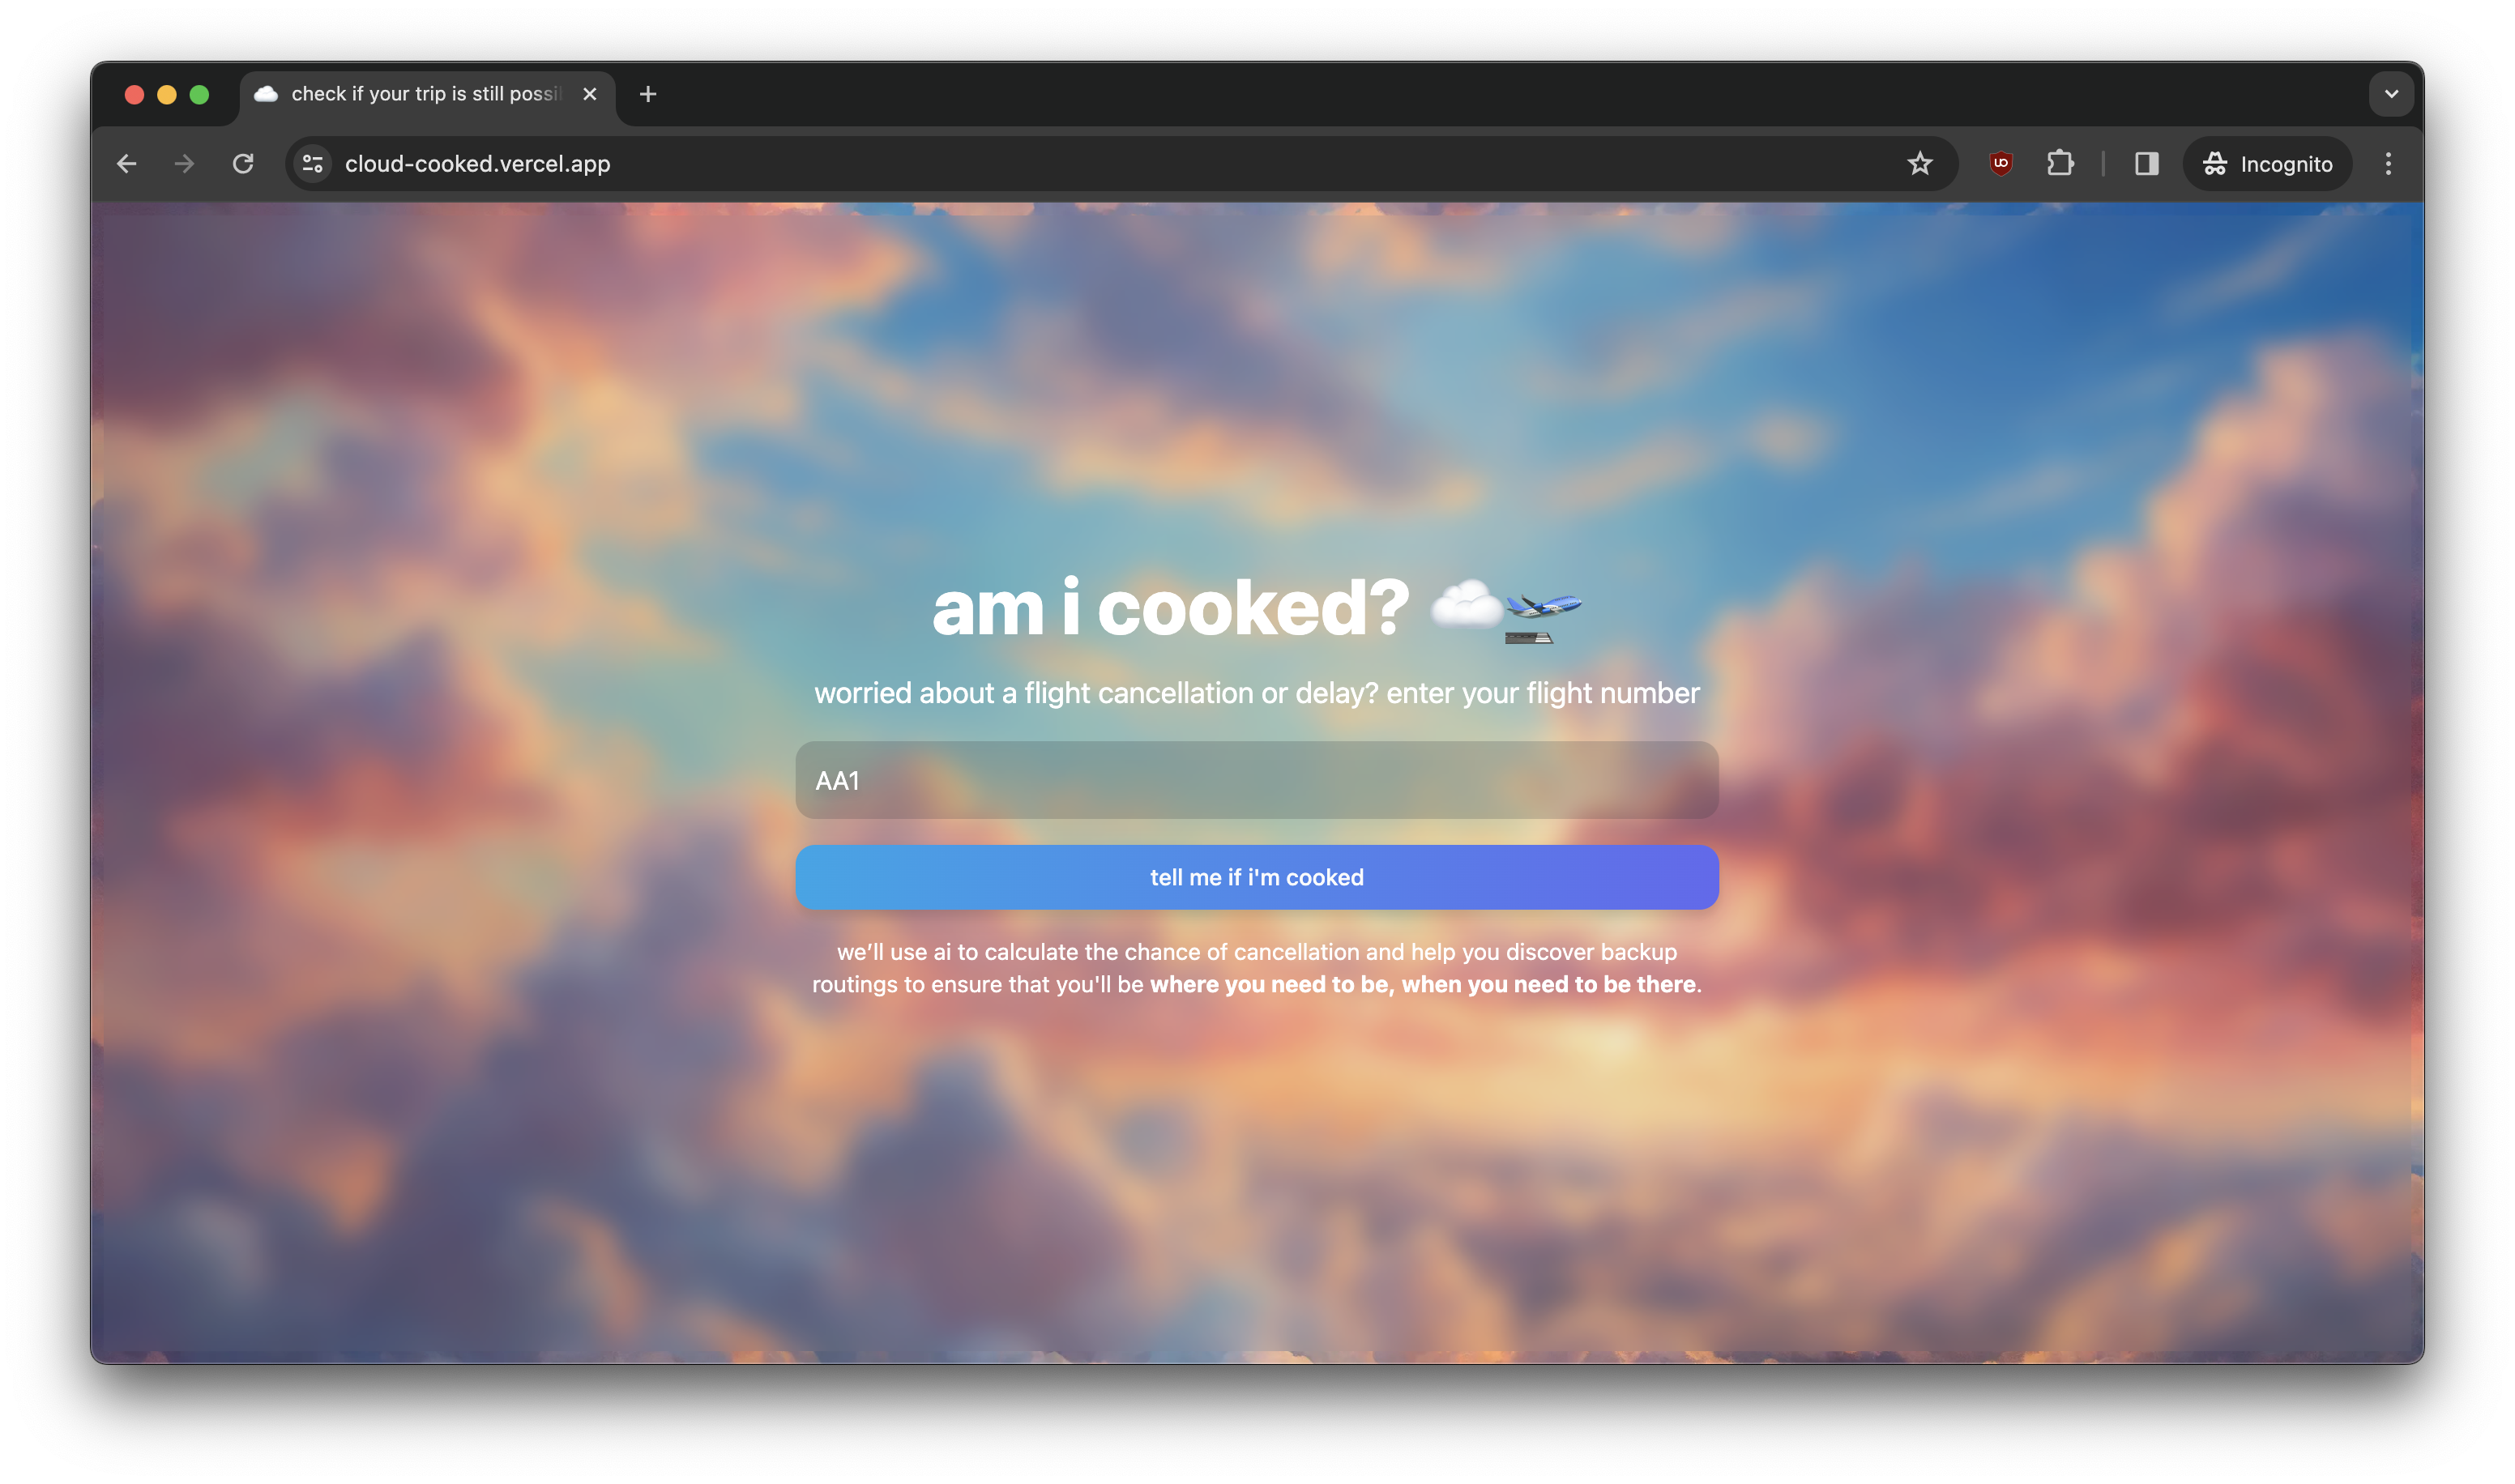 check if your trip is still possil
cloud-cooked.vercel.app
Incognito
am i cooked? ☁️🛫
worried about a flight cancellation or delay? enter your flight number
AA1
tell me if i'm cooked
we’ll use ai to calculate the chance of cancellation and help you discover backup
routings to ensure that you'll be where you need to be, when you need to be there.